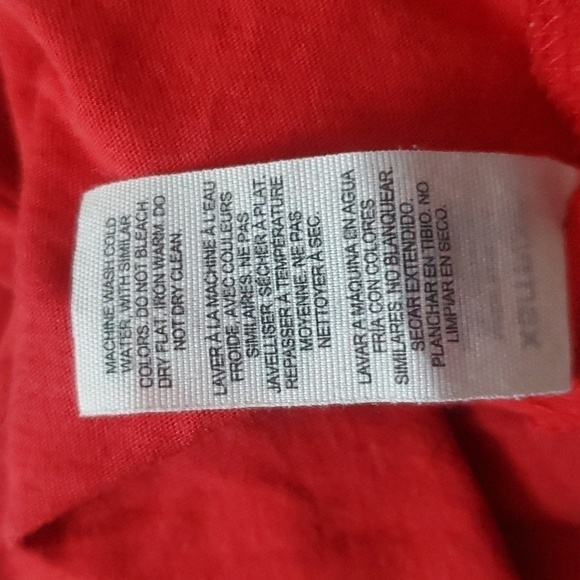 MACHINE WASH COLD
WATER, WITH SIMILAR
COLORS. DO NOT BLEACH
DRY FLAT. IRON WARM. DO
NOT DRY CLEAN.
LAVER À LA MACHINE À L'EAU
FROIDE, AVEC COULEURS
SIMILAIRES. NE PAS
JAVELLISER. SÉCHER À PLAT.
REPASSER À TEMPÉRATURE
MOYENNE. NE PAS
NETTOYER À SEC.
LAVAR A MÁQUINA EN AGUA
FRÍA CON COLORES
SIMILARES. NO BLANQUEAR.
SECAR EXTENDIDO.
PLANCHAR EN TIBIO. NO
LIMPIAR EN SECO.